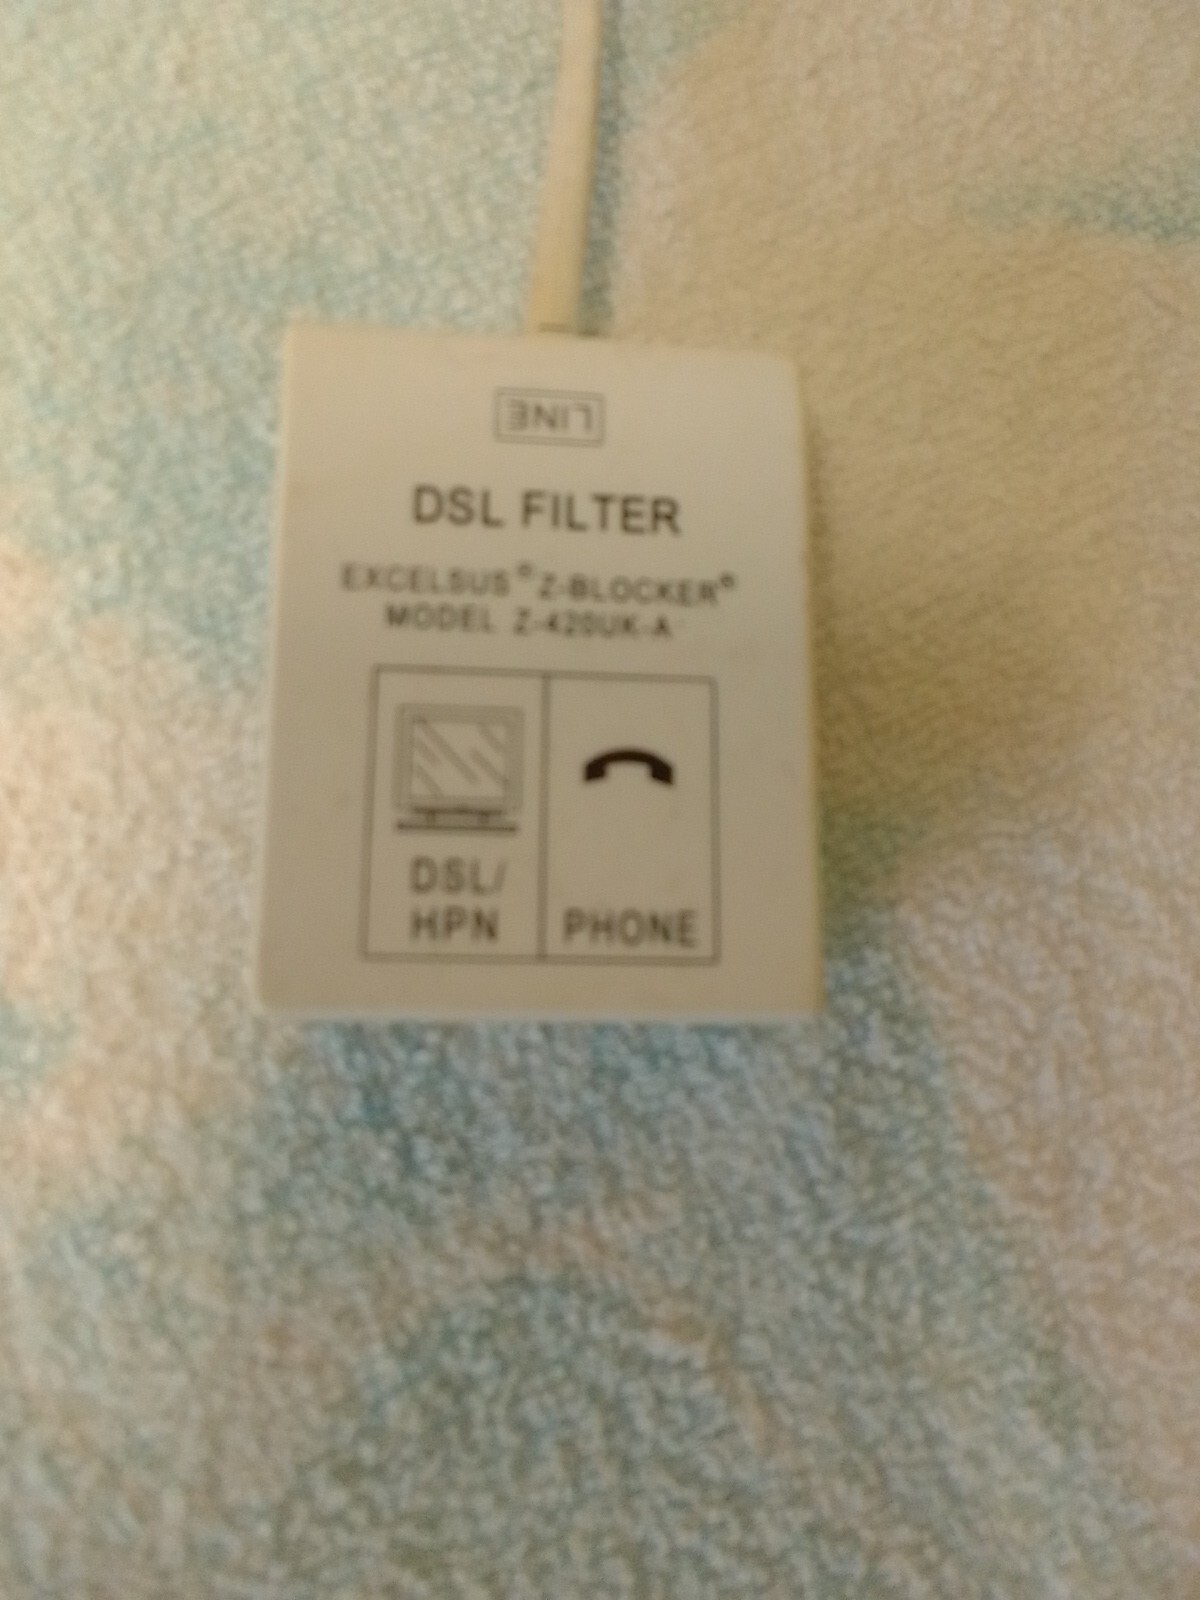 LINE
DSL FILTER
EXCELSUS® Z-BLOCKER®
MODEL Z-420UK-A
DSL/
HPN
PHONE